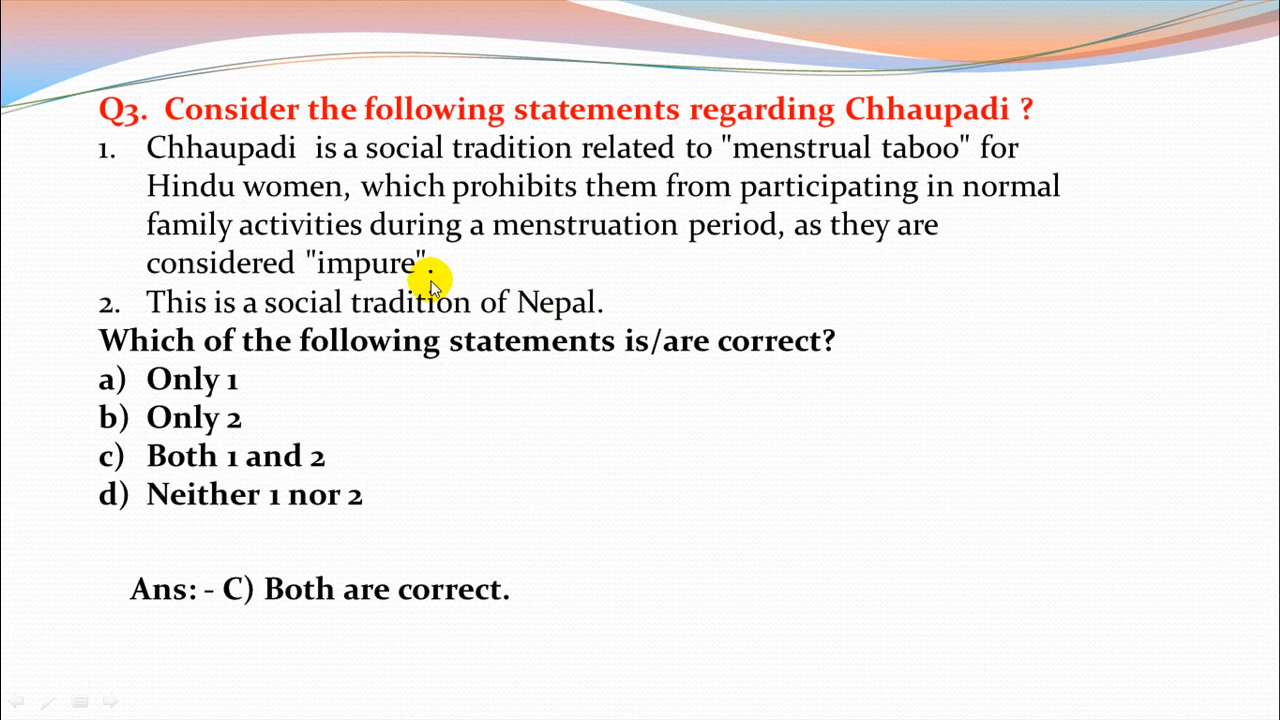 Q3. Consider the following statements regarding Chhaupadi ?
1. Chhaupadi is a social tradition related to "menstrual taboo" for
Hindu women, which prohibits them from participating in normal
family activities during a menstruation period, as they are
considered "impure".
2. This is a social tradition of Nepal.
Which of the following statements is/are correct?
a) Only 1
b) Only 2
c) Both 1 and 2
d) Neither 1 nor 2
Ans: - C) Both are correct.